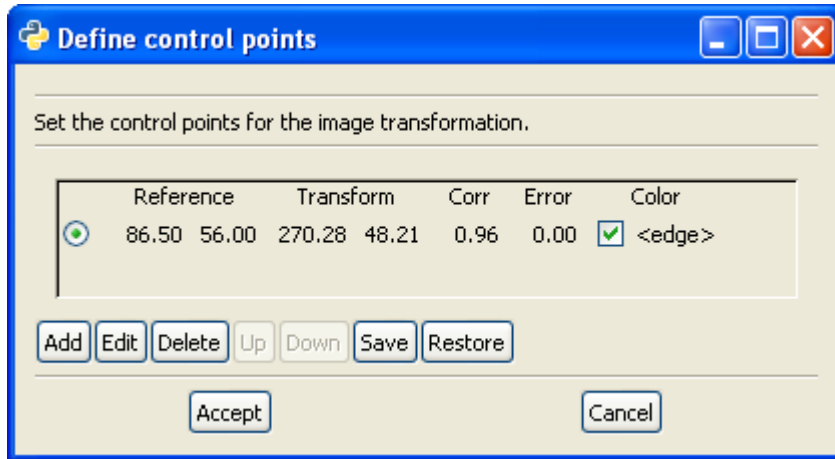 Define control points
Set the control points for the image transformation.
Reference Transform Corr Error Color
86.50 56.00 270.28 48.21 0.96 0.00 <edge>
Add Edit Delete Up Down Save Restore
Accept Cancel